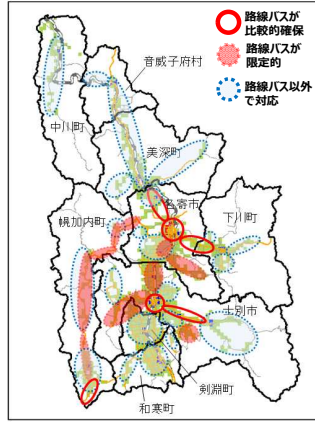 路線バスが
比較的確保
路線バスが
限定的
路線バス以外
で対応
音威子府村
中川町
美深町
名寄市
幌加内町
下川町
士別市
剣淵町
和寒町